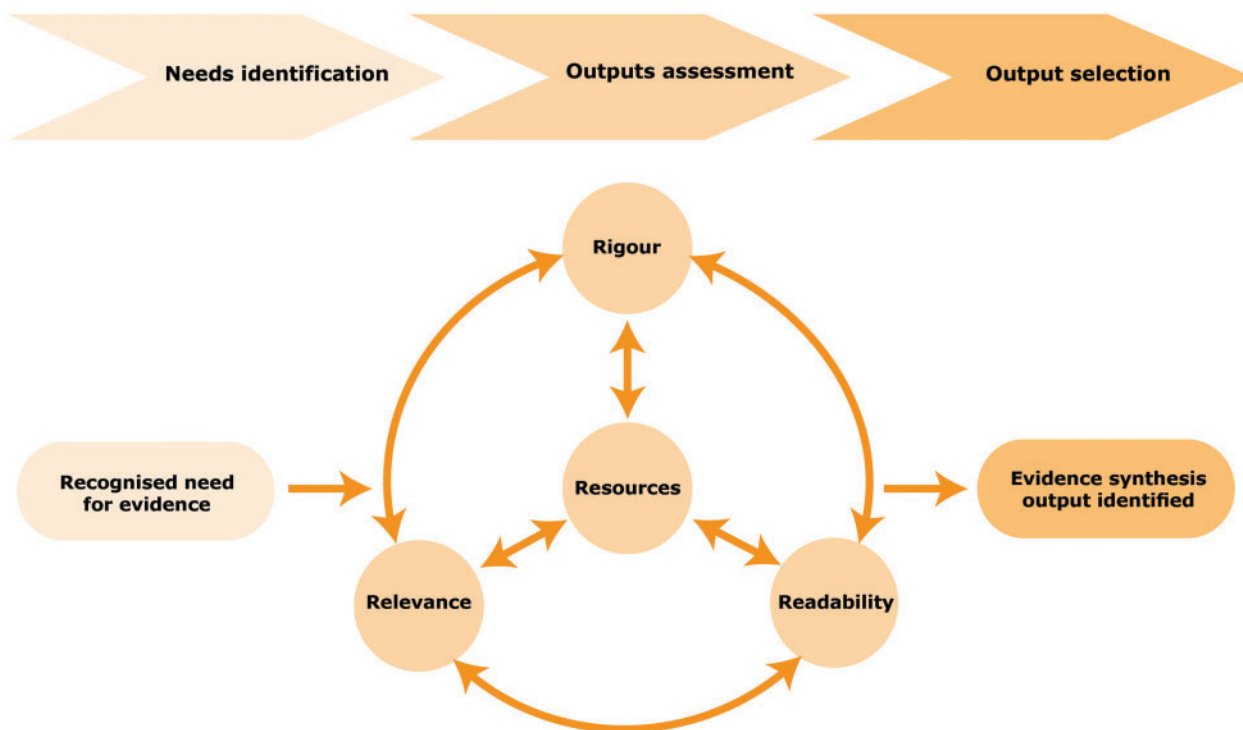 Needs identification
Outputs assessment
Output selection
Rigour
Recognised need
for evidence
Resources
Evidence synthesis
output identified
Relevance
Readability